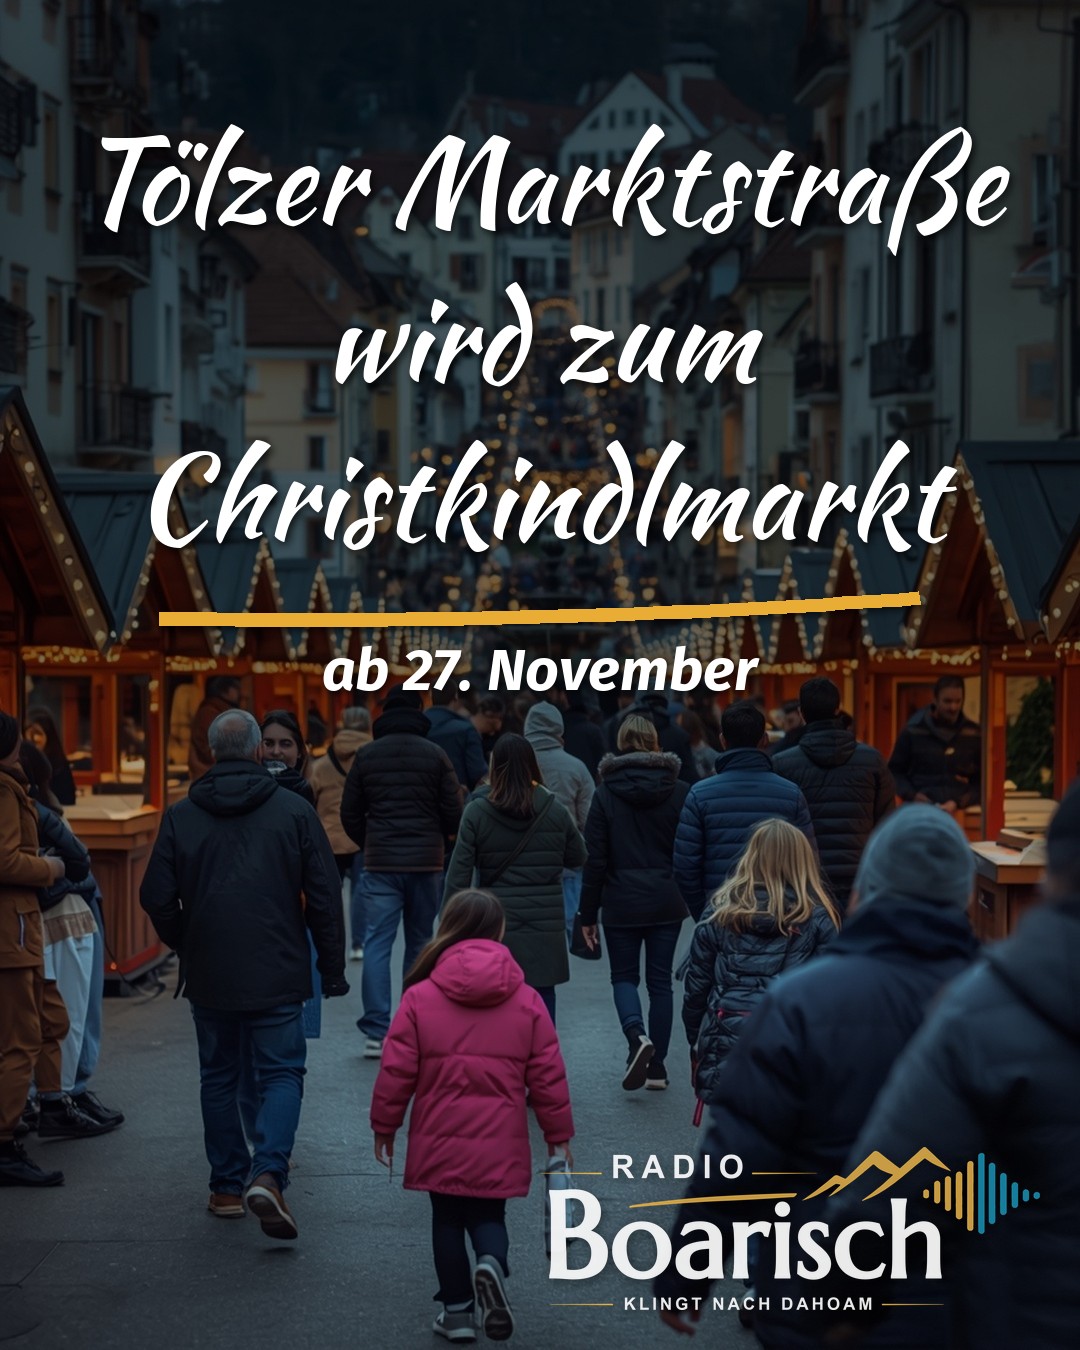 Tölzer Marktstraße
wird zum
Christkindlmarkt
ab 27. November
RADIO
Boarisch
KLINGT NACH DAHOAM